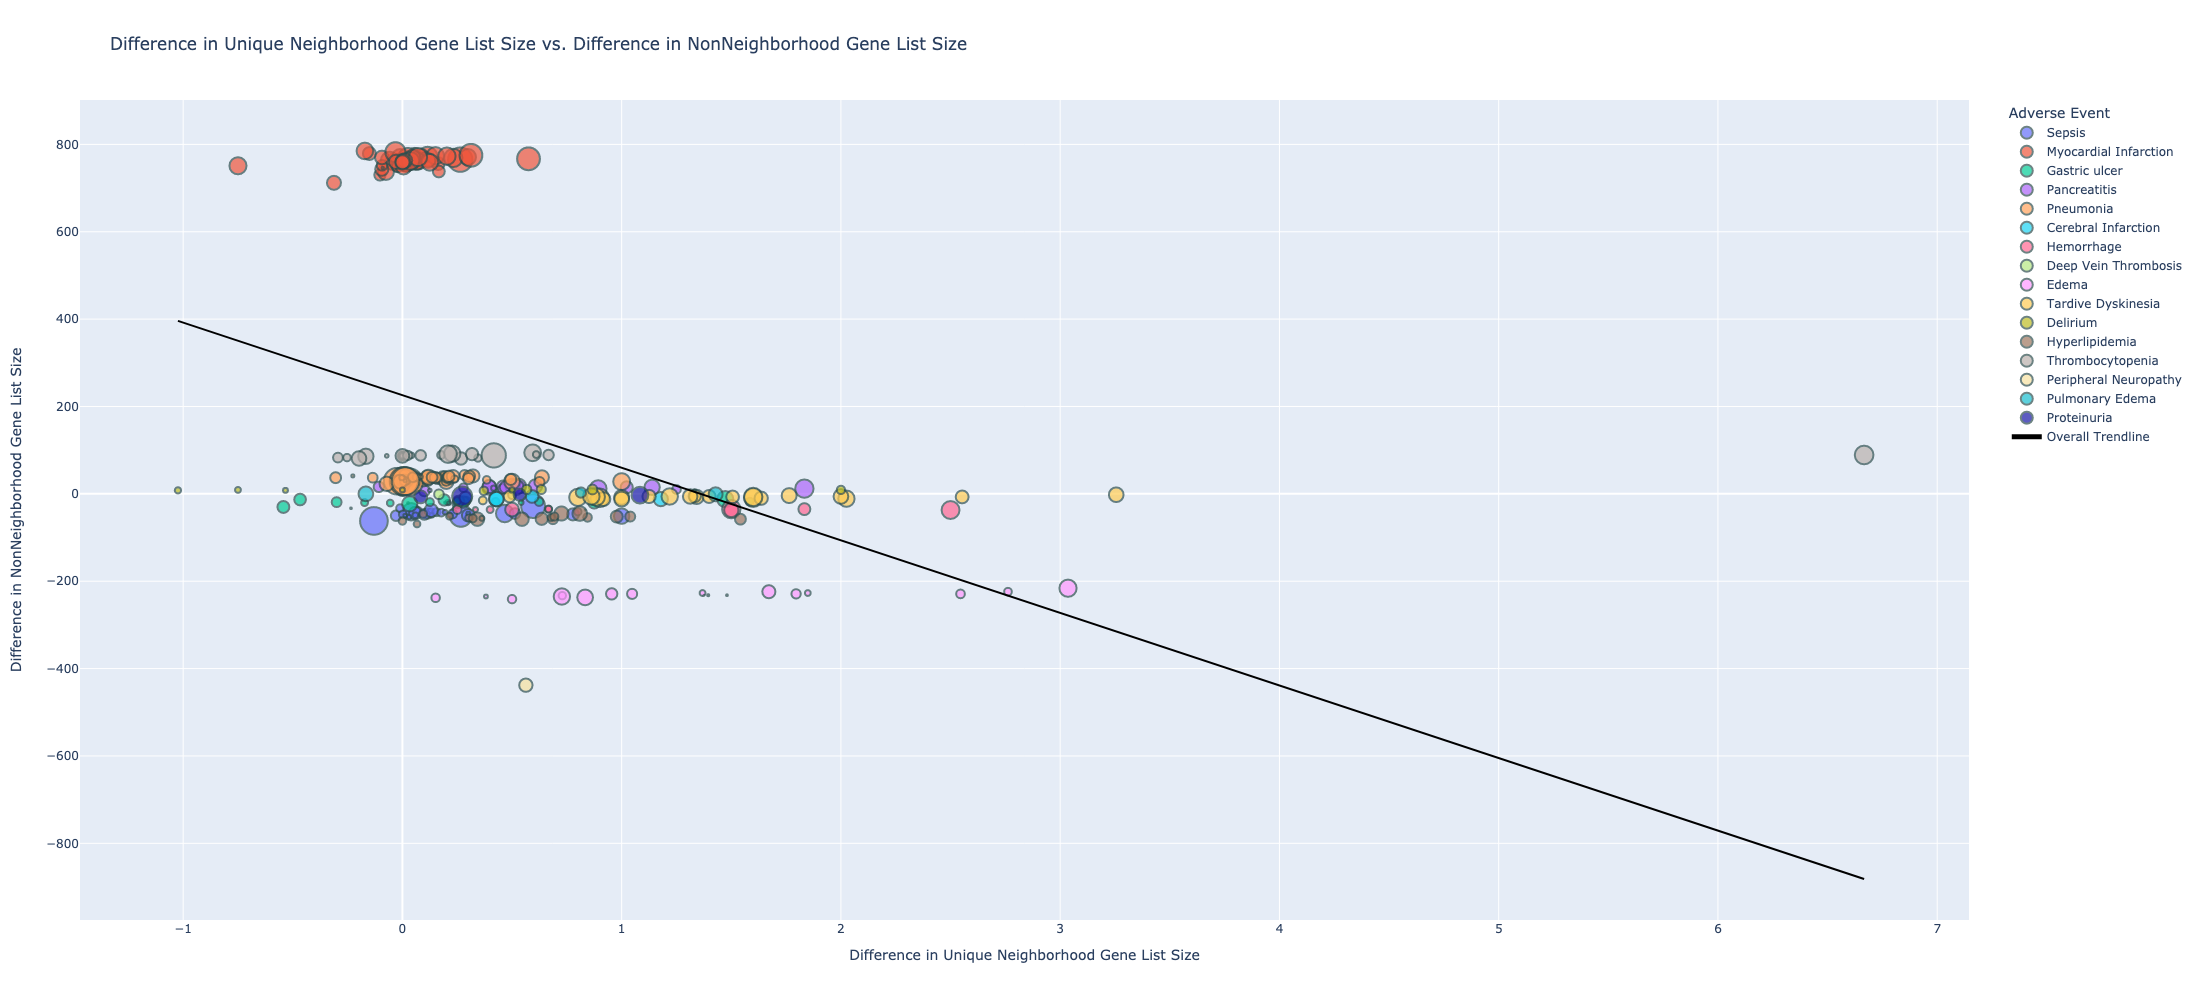 Difference in Unique Neighborhood Gene List Size vs. Difference in NonNeighborhood Gene List Size
Difference in NonNeighborhood Gene List Size
800
600
400
200
0
−200
−400
−600
−800
−1
0
1
2
3
4
5
6
7
Difference in Unique Neighborhood Gene List Size
Adverse Event
Sepsis
Myocardial Infarction
Gastric ulcer
Pancreatitis
Pneumonia
Cerebral Infarction
Hemorrhage
Deep Vein Thrombosis
Edema
Tardive Dyskinesia
Delirium
Hyperlipidemia
Thrombocytopenia
Peripheral Neuropathy
Pulmonary Edema
Proteinuria
Overall Trendline